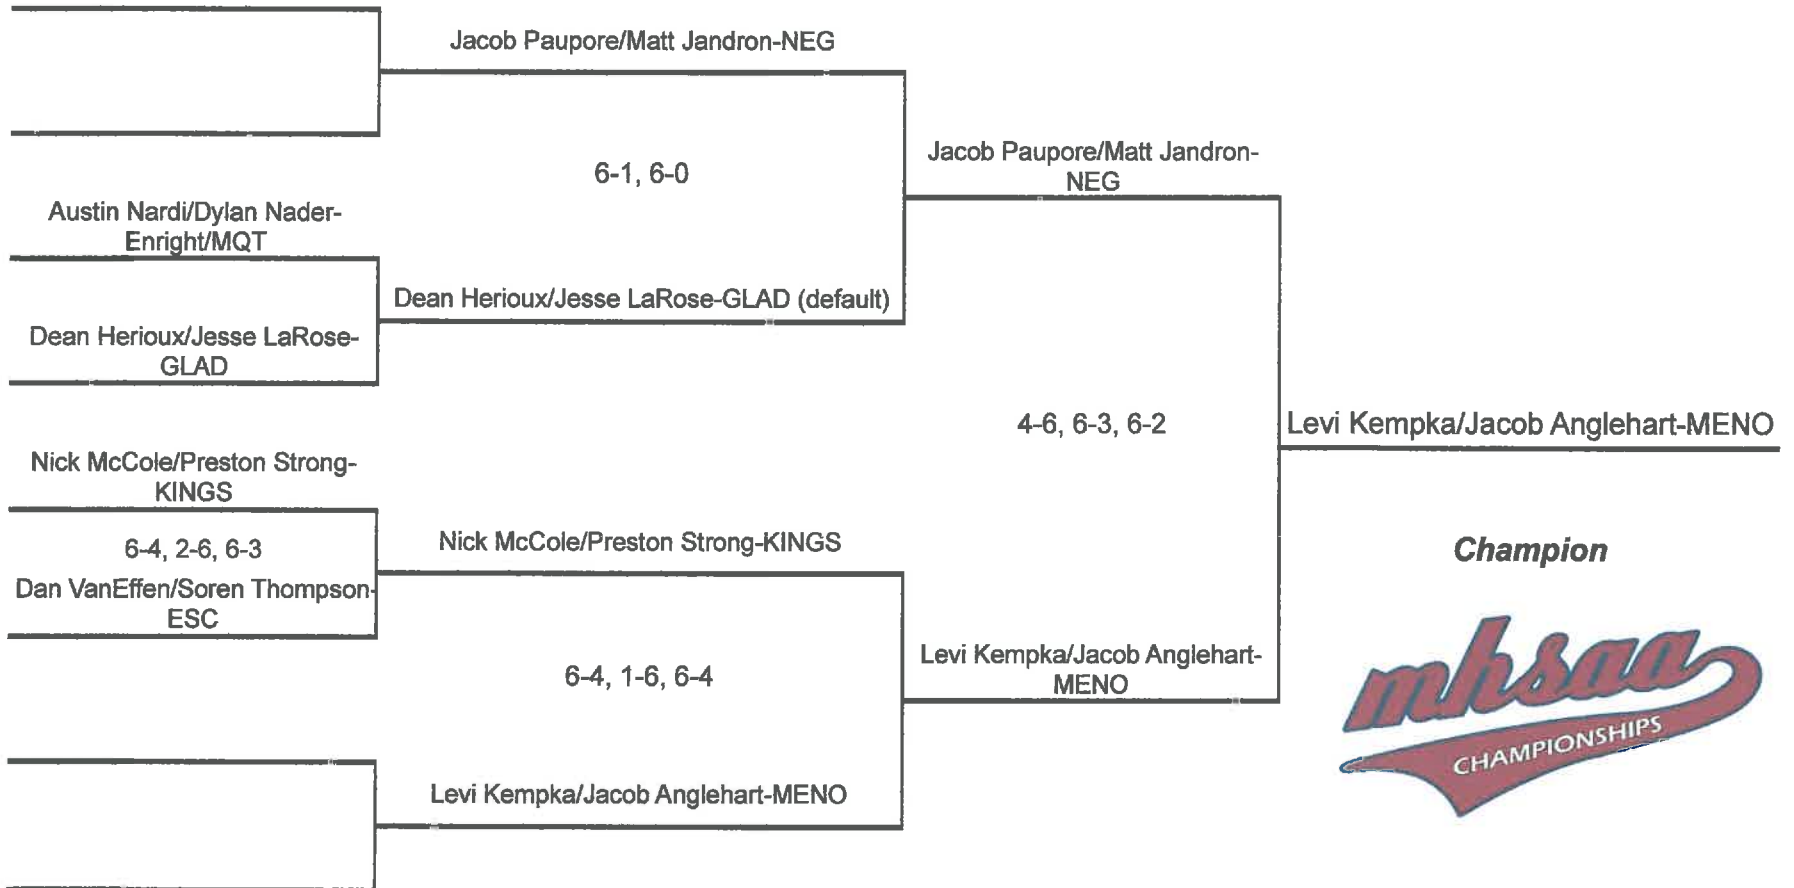 Jacob Paupore/Matt Jandron-NEG
6-1, 6-0
Austin Nardi/Dylan Nader-
Enright/MQT
Dean Herioux/Jesse LaRose-GLAD (default)
Dean Herioux/Jesse LaRose-
GLAD
Jacob Paupore/Matt Jandron-
NEG
4-6, 6-3, 6-2
Levi Kempka/Jacob Anglehart-MENO
Nick McCole/Preston Strong-
KINGS
6-4, 2-6, 6-3
Dan VanEffen/Soren Thompson-
ESC
Nick McCole/Preston Strong-KINGS
6-4, 1-6, 6-4
Levi Kempka/Jacob Anglehart-MENO
Levi Kempka/Jacob Anglehart-
MENO
Champion
mhsaa
CHAMPIONSHIPS